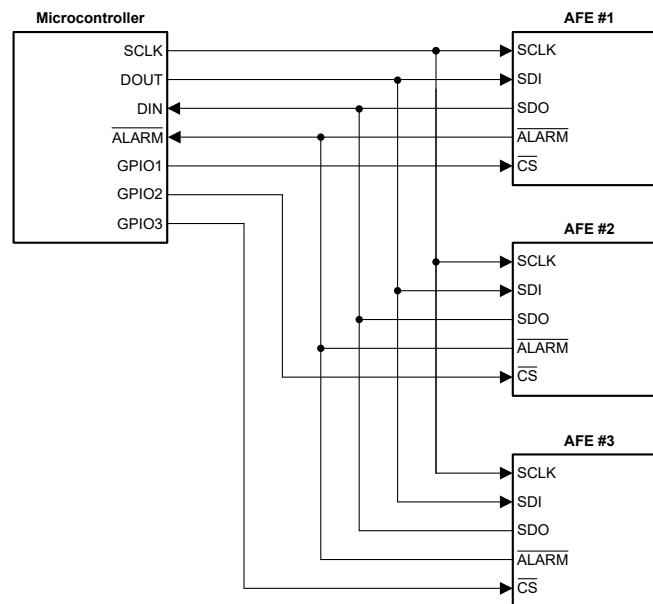 Microcontroller
SCLK
DOUT
DIN
ALARM
GPIO1
GPIO2
GPIO3
AFE #1
SCLK
SDI
SDO
ALARM
CS
AFE #2
SCLK
SDI
SDO
ALARM
CS
AFE #3
SCLK
SDI
SDO
ALARM
CS